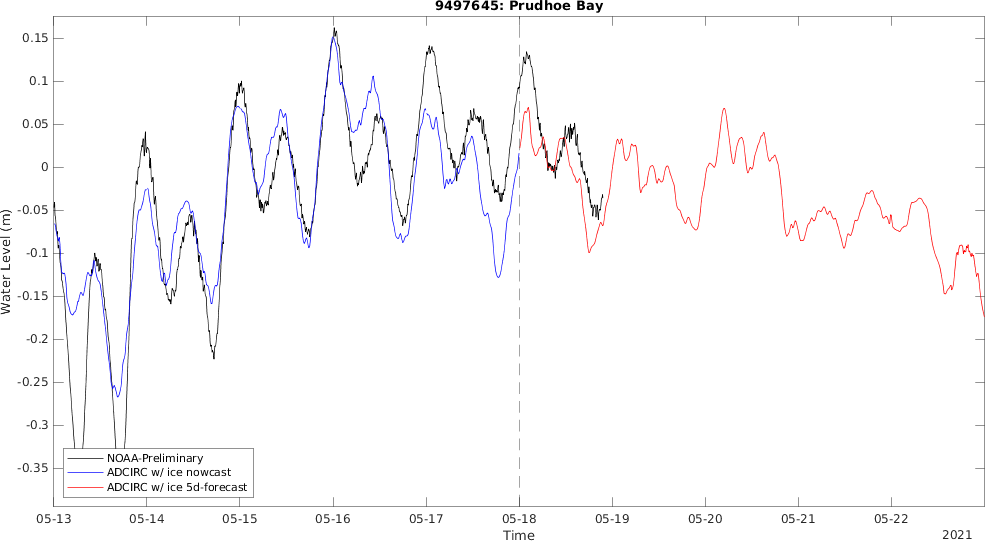 9497645: Prudhoe Bay
0.15
0.1
0.05
0
-0.05
-0.1
-0.15
-0.2
-0.25
-0.3
-0.35
Water Level (m)
NOAA-Preliminary
ADCIRC w/ ice nowcast
ADCIRC w/ ice 5d-forecast
05-13 05-14 05-15 05-16 05-17 05-18 05-19 05-20 05-21 05-22
Time
2021